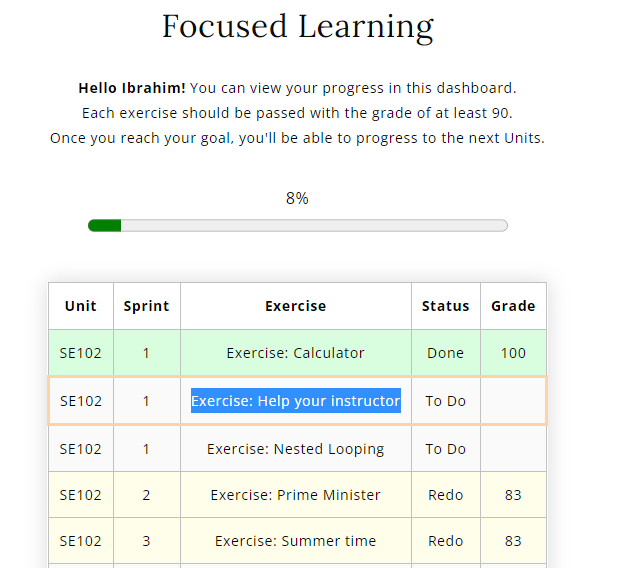 Focused Learning
Hello Ibrahim! You can view your progress in this dashboard.
Each exercise should be passed with the grade of at least 90.
Once you reach your goal, you'll be able to progress to the next Units.
8%
Unit Sprint Exercise Status Grade
SE102 1 Exercise: Calculator Done 100
SE102 1 Exercise: Help your instructor To Do
SE102 1 Exercise: Nested Looping To Do
SE102 2 Exercise: Prime Minister Redo 83
SE102 3 Exercise: Summer time Redo 83